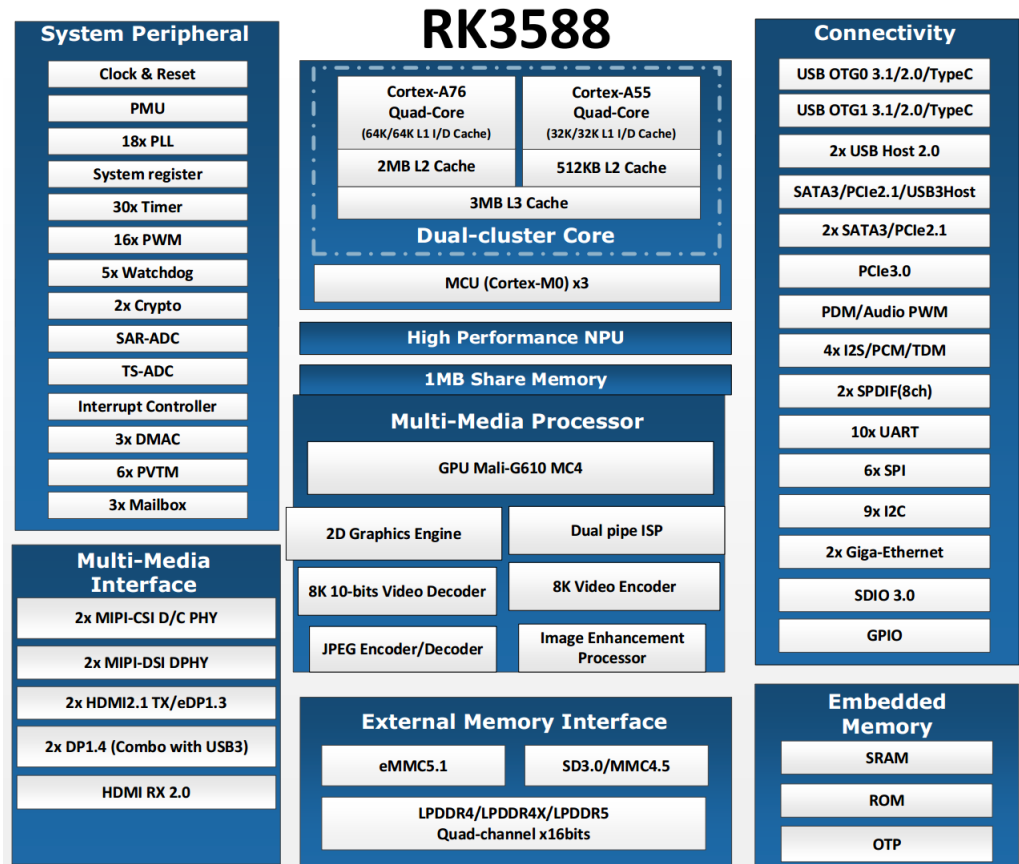 RK3588
System Peripheral
Clock & Reset
PMU
18x PLL
System register
30x Timer
16x PWM
5x Watchdog
2x Crypto
SAR-ADC
TS-ADC
Interrupt Controller
3x DMAC
6x PVTM
3x Mailbox
Multi-Media
Interface
2x MIPI-CSI D/C PHY
2x MIPI-DSI DPHY
2x HDMI2.1 TX/eDP1.3
2x DP1.4 (Combo with USB3)
HDMI RX 2.0
Cortex-A76
Quad-Core
(64K/64K L1 I/D Cache)
2MB L2 Cache
Cortex-A55
Quad-Core
(32K/32K L1 I/D Cache)
512KB L2 Cache
3MB L3 Cache
Dual-cluster Core
MCU (Cortex-M0) x3
High Performance NPU
1MB Share Memory
Multi-Media Processor
GPU Mali-G610 MC4
2D Graphics Engine
Dual pipe ISP
8K 10-bits Video Decoder
8K Video Encoder
JPEG Encoder/Decoder
Image Enhancement
Processor
External Memory Interface
eMMC5.1
SD3.0/MMC4.5
LPDDR4/LPDDR4X/LPDDR5
Quad-channel x16bits
Connectivity
USB OTG0 3.1/2.0/TypeC
USB OTG1 3.1/2.0/TypeC
2x USB Host 2.0
SATA3/PCIe2.1/USB3Host
2x SATA3/PCIe2.1
PCIe3.0
PDM/Audio PWM
4x I2S/PCM/TDM
2x SPDIF(8ch)
10x UART
6x SPI
9x I2C
2x Giga-Ethernet
SDIO 3.0
GPIO
Embedded
Memory
SRAM
ROM
OTP